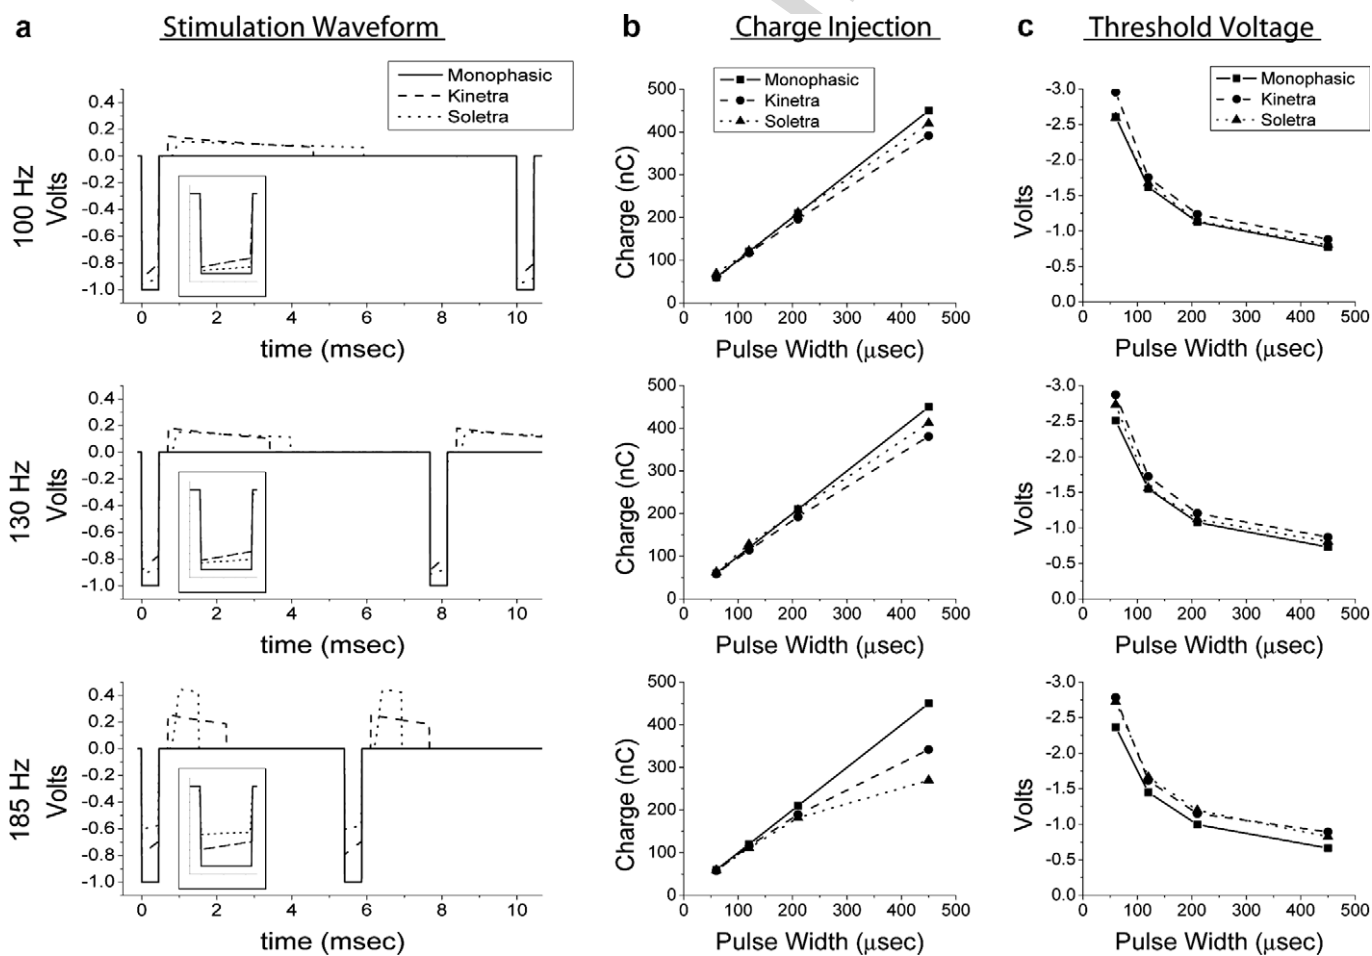 a Stimulation Waveform
Monophasic
Kinetra
Soletra
100 Hz
Volts
0.4
0.2
0.0
-0.2
-0.4
-0.6
-0.8
-1.0
0 2 4 6 8 10
time (msec)
b Charge Injection
Monophasic
Kinetra
Soletra
Charge (nC)
500
400
300
200
100
0
0 100 200 300 400 500
Pulse Width (μsec)
c Threshold Voltage
Monophasic
Kinetra
Soletra
Volts
-3.0
-2.5
-2.0
-1.5
-1.0
-0.5
0.0
0 100 200 300 400 500
Pulse Width (μsec)
130 Hz
Volts
0.4
0.2
0.0
-0.2
-0.4
-0.6
-0.8
-1.0
0 2 4 6 8 10
time (msec)
Charge (nC)
500
400
300
200
100
0
0 100 200 300 400 500
Pulse Width (μsec)
Volts
-3.0
-2.5
-2.0
-1.5
-1.0
-0.5
0.0
0 100 200 300 400 500
Pulse Width (μsec)
185 Hz
Volts
0.4
0.2
0.0
-0.2
-0.4
-0.6
-0.8
-1.0
0 2 4 6 8 10
time (msec)
Charge (nC)
500
400
300
200
100
0
0 100 200 300 400 500
Pulse Width (μsec)
Volts
-3.0
-2.5
-2.0
-1.5
-1.0
-0.5
0.0
0 100 200 300 400 500
Pulse Width (μsec)